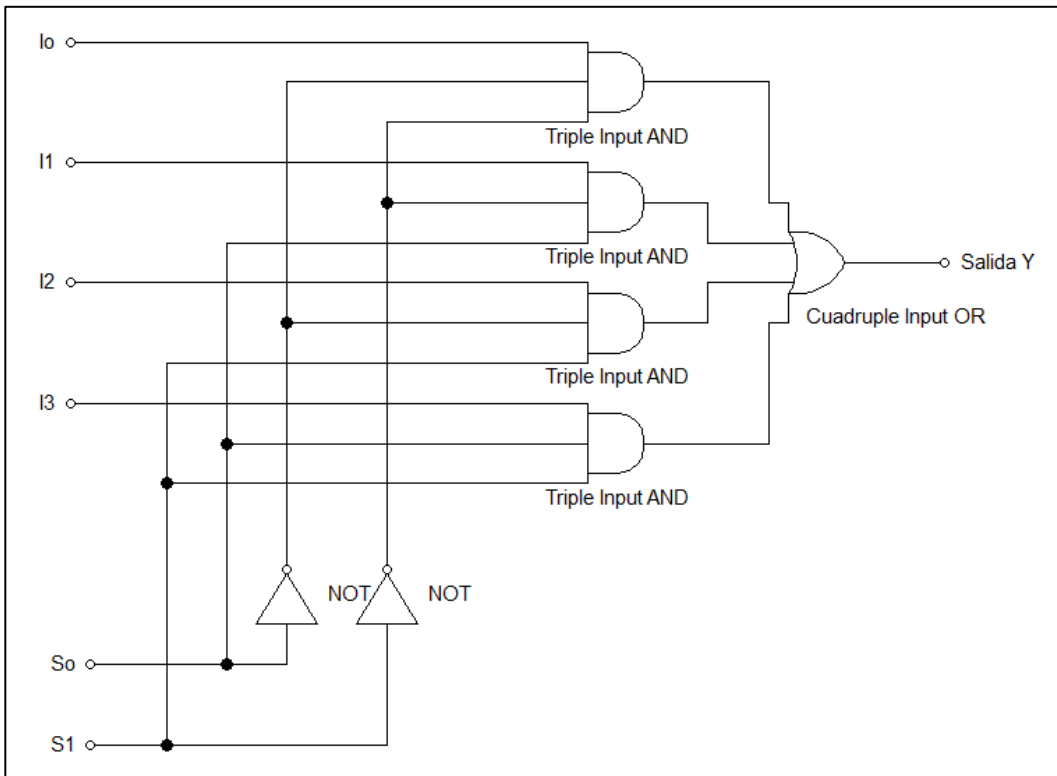 Io
Triple Input AND
I1
Triple Input AND
I2
Salida Y
Cuadruple Input OR
Triple Input AND
I3
Triple Input AND
NOT
NOT
So
S1